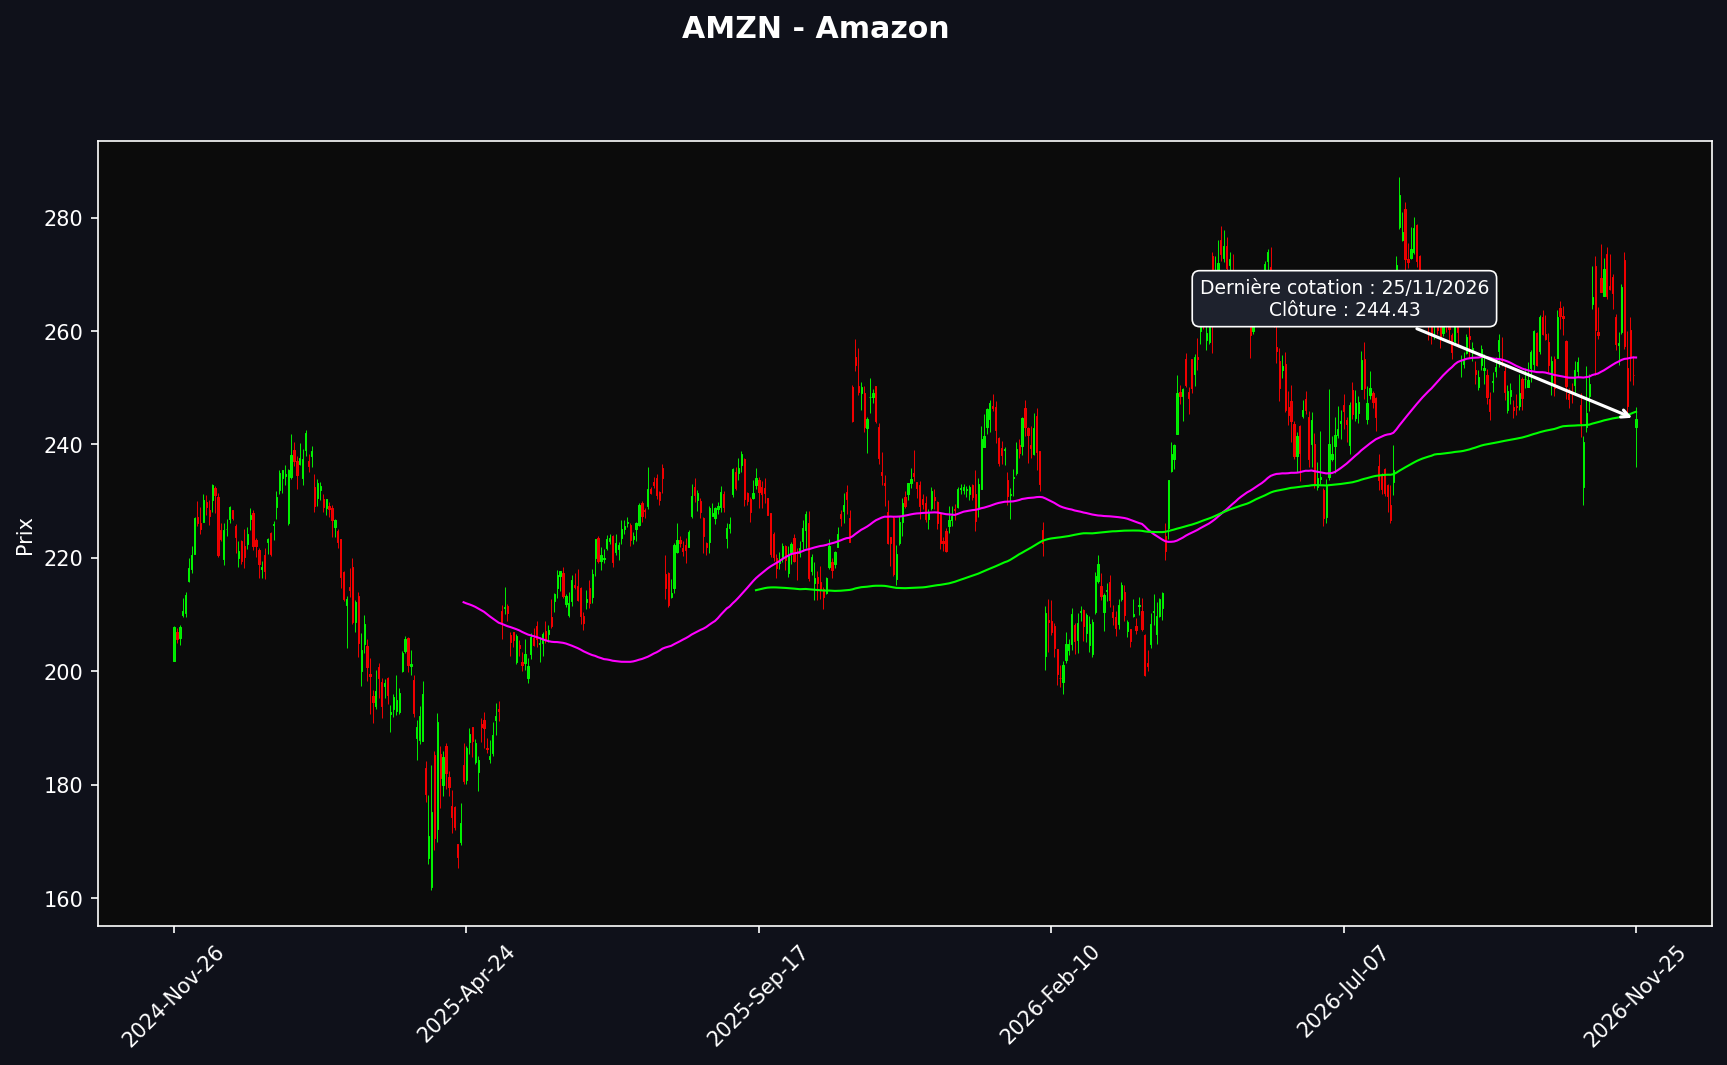 AMZN - Amazon
Prix
280
260
240
220
200
180
160
Dernière cotation : 25/11/2026
Clôture : 244.43
2024-Nov-26
2025-Apr-24
2025-Sep-17
2026-Feb-10
2026-Jul-07
2026-Nov-25